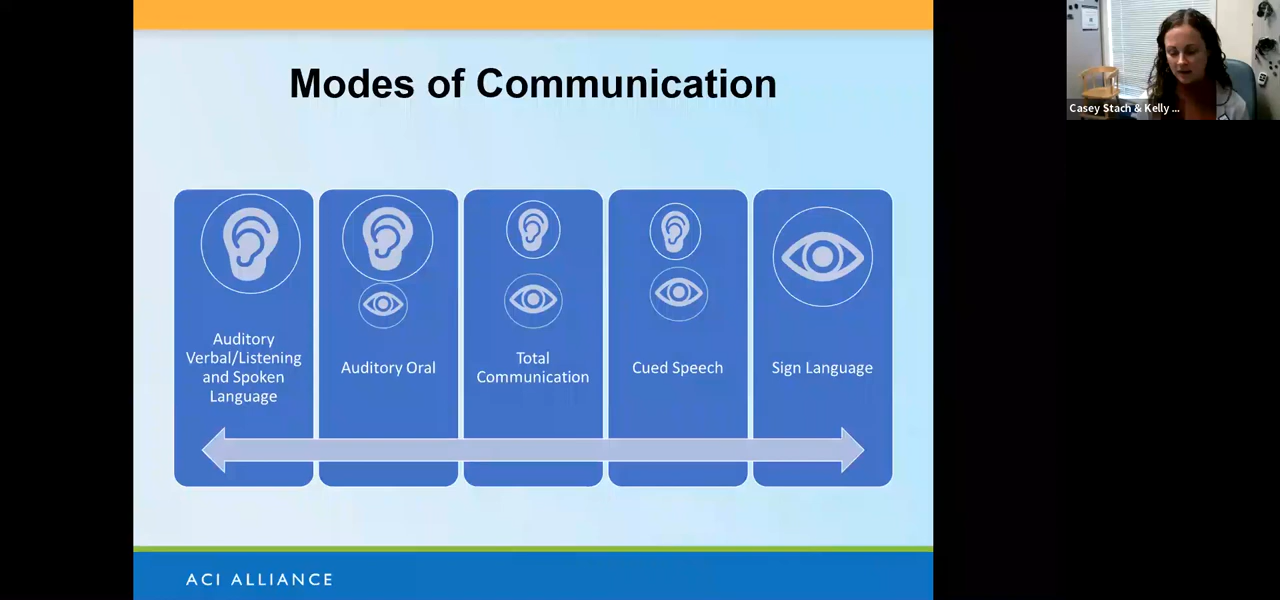 Modes of Communication
Casey Stach & Kelly ...
Auditory
Verbal/Listening
and Spoken
Language
Auditory Oral
Total
Communication
Cued Speech
Sign Language
ACI ALLIANCE